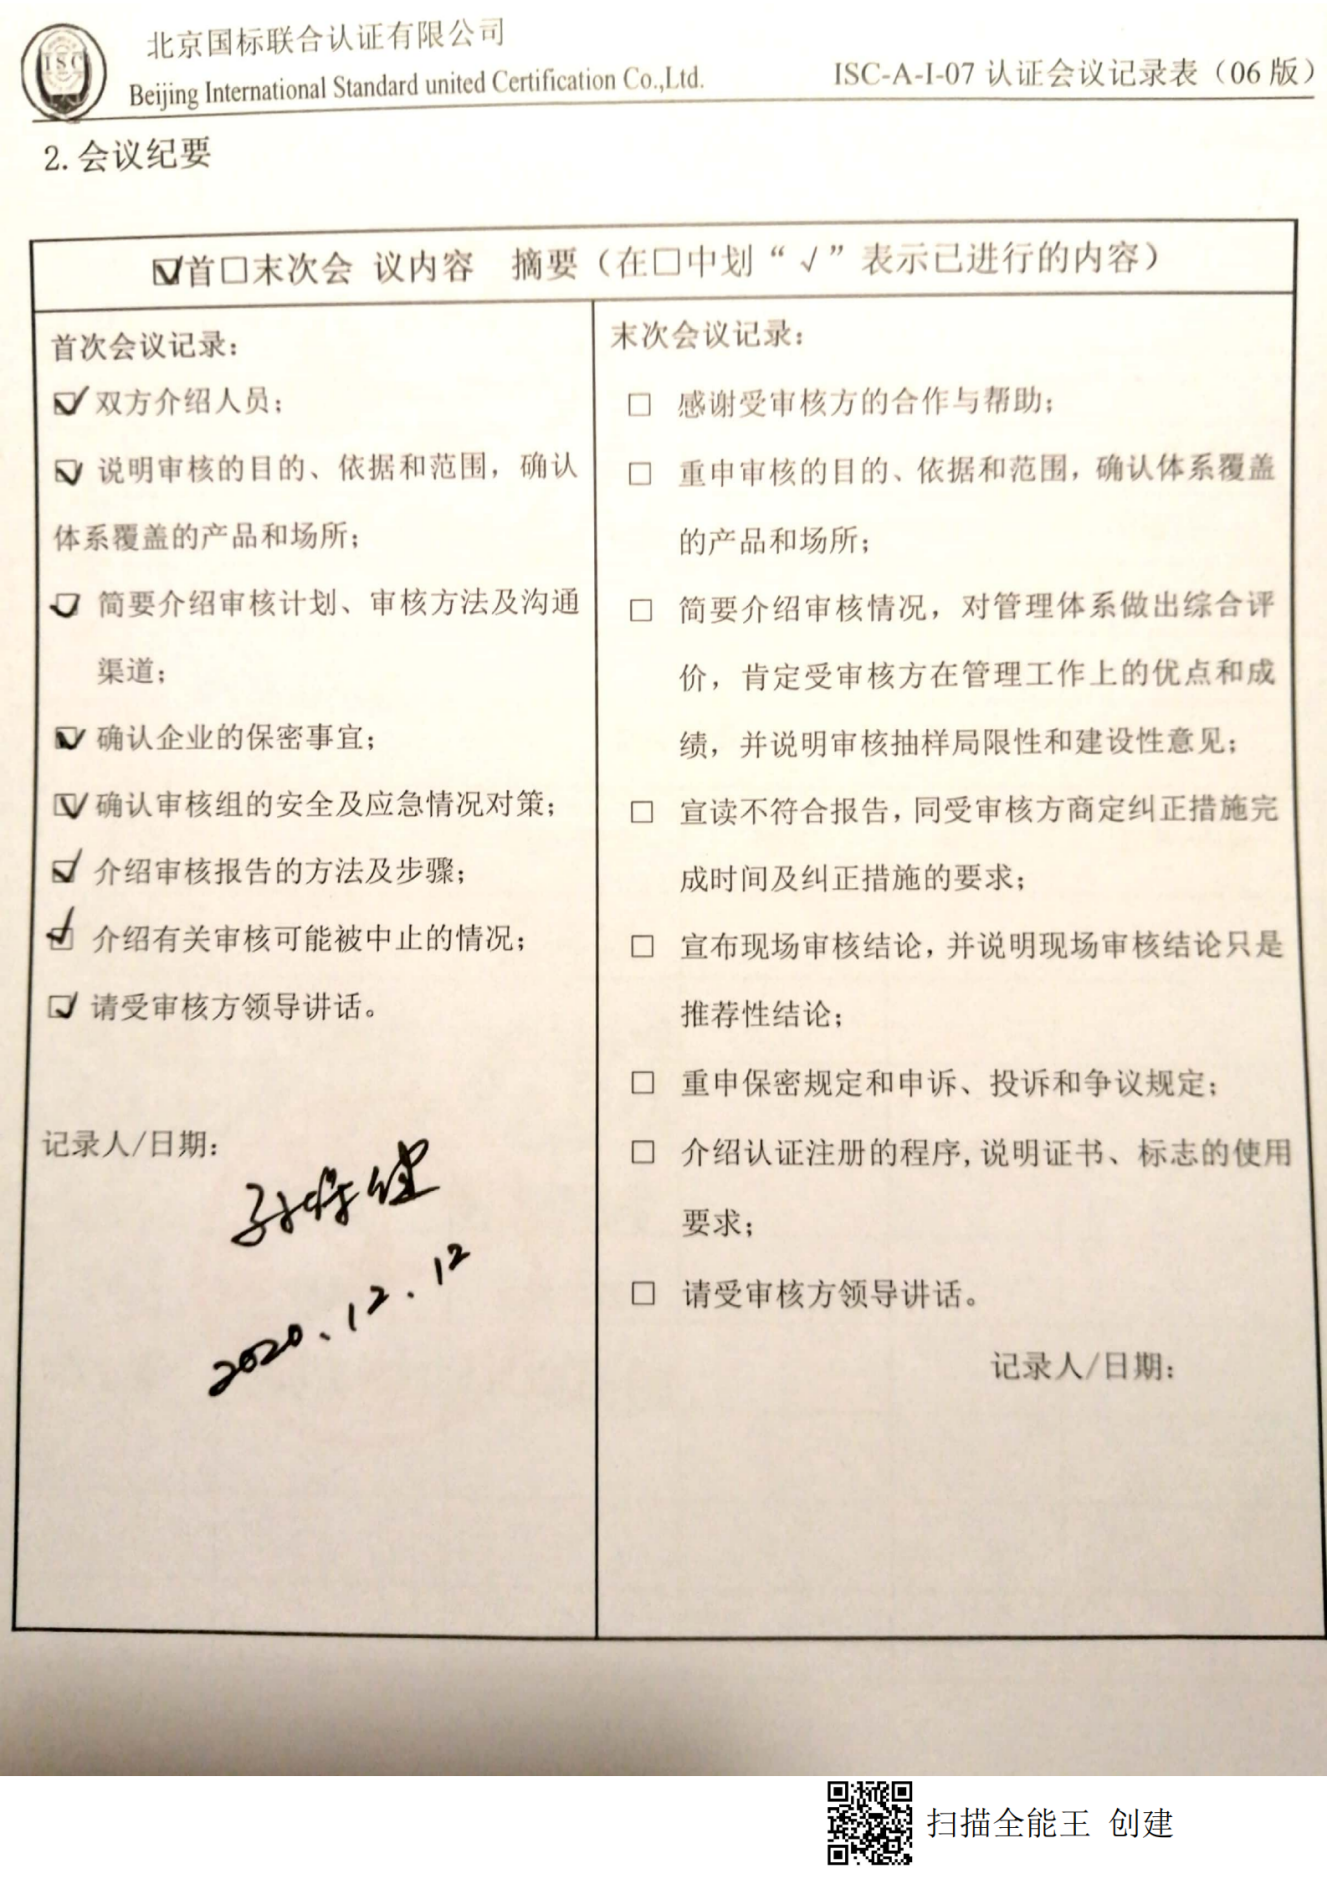 北京国标联合认证有限公司
Beijing International Standard united Certification Co.,Ltd.
ISC-A-I-07 认证会议记录表（06 版）
ISC
2.会议纪要
☑首□末次会 议内容 摘要（在□中划“√”表示已进行的内容）
首次会议记录：
☑ 双方介绍人员；
☑ 说明审核的目的、依据和范围，确认
体系覆盖的产品和场所；
☑ 简要介绍审核计划、审核方法及沟通
渠道；
☑ 确认企业的保密事宜；
☑ 确认审核组的安全及应急情况对策；
☑ 介绍审核报告的方法及步骤；
☑ 介绍有关审核可能被中止的情况；
☑ 请受审核方领导讲话。
记录人/日期：
2020、12.12
末次会议记录：
□ 感谢受审核方的合作与帮助；
□ 重申审核的目的、依据和范围，确认体系覆盖
的产品和场所；
□ 简要介绍审核情况，对管理体系做出综合评
价，肯定受审核方在管理工作上的优点和成
绩，并说明审核抽样局限性和建设性意见；
□ 宣读不符合报告，同受审核方商定纠正措施完
成时间及纠正措施的要求；
□ 宣布现场审核结论，并说明现场审核结论只是
推荐性结论；
□ 重申保密规定和申诉、投诉和争议规定；
□ 介绍认证注册的程序,说明证书、标志的使用
要求；
□ 请受审核方领导讲话。
记录人/日期：
扫描全能王 创建